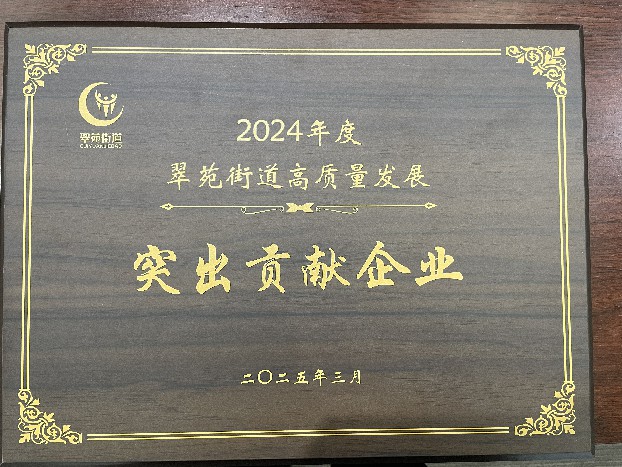 翠苑街道
2024年度
翠苑街道高质量发展
突出贡献企业
二〇二五年三月